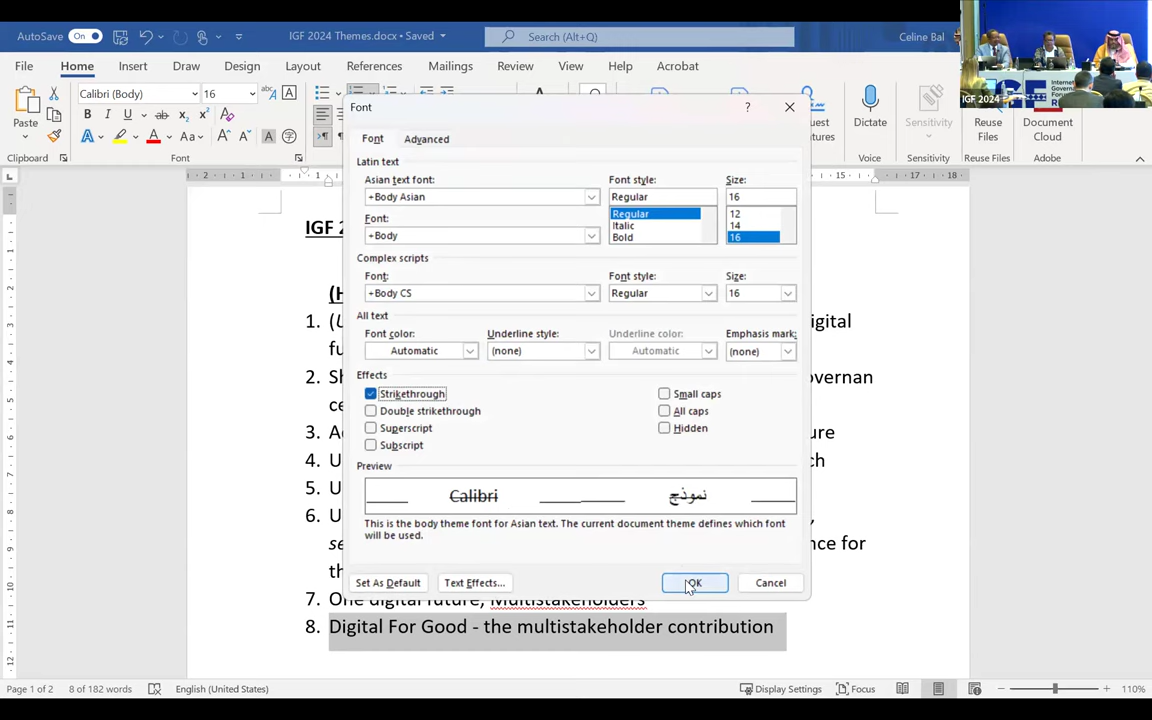 AutoSave On IGF 2024 Themes.docx • Saved Search (Alt+Q) Celine Bal
File Home Insert Draw Design Layout References Mailings Review View Help Acrobat
Calibri (Body) 16
Paste
Dictate Sensitivity Reuse Files Document Cloud
Clipboard Font Voice Sensitivity Reuse Files Adobe
IGF 2024
Font
Font Advanced
Latin text
Asian text font: Font style: Size:
+Body Asian Regular 16
Regular 12
Font: Italic 14
+Body Bold 16
Complex scripts
Font: Font style: Size:
+Body CS Regular 16
All text
Font color: Underline style: Underline color: Emphasis mark:
Automatic (none) Automatic (none)
Effects
Strikethrough Small caps
Double strikethrough All caps
Superscript Hidden
Subscript
Preview
Calibri نموذج
This is the body theme font for Asian text. The current document theme defines which font
will be used.
Set As Default Text Effects... OK Cancel
IGF 2
1. igital
2. overnan
3. ure
4. ch
5.
6.
nce for
7. One digital future, Multistakeholders
8. Digital For Good - the multistakeholder contribution
Page 1 of 2 8 of 182 words English (United States) Display Settings Focus 110%